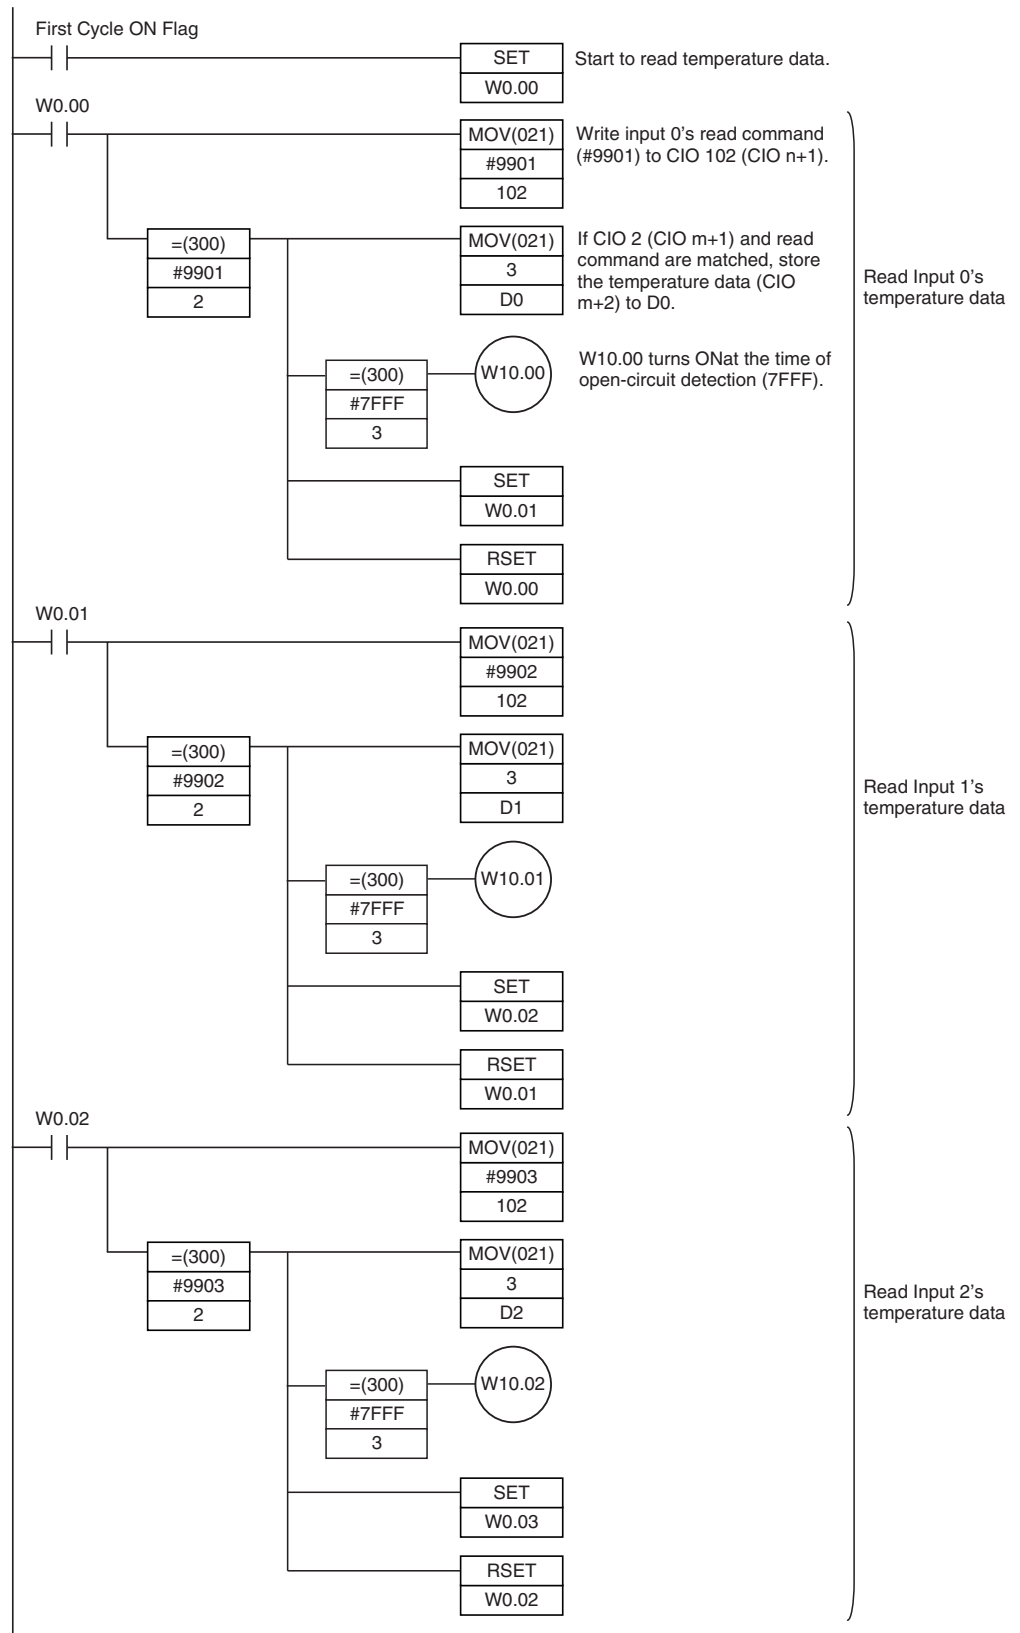 First Cycle ON Flag
SET
W0.00
Start to read temperature data.
W0.00
MOV(021)
#9901
102
Write input 0's read command
(#9901) to CIO 102 (CIO n+1).
=(300)
#9901
2
MOV(021)
3
D0
If CIO 2 (CIO m+1) and read
command are matched, store
the temperature data (CIO
m+2) to D0.
Read Input 0's
temperature data
=(300)
#7FFF
3
W10.00
W10.00 turns ONat the time of
open-circuit detection (7FFF).
SET
W0.01
RSET
W0.00
W0.01
MOV(021)
#9902
102
=(300)
#9902
2
MOV(021)
3
D1
Read Input 1's
temperature data
=(300)
#7FFF
3
W10.01
SET
W0.02
RSET
W0.01
W0.02
MOV(021)
#9903
102
=(300)
#9903
2
MOV(021)
3
D2
Read Input 2's
temperature data
=(300)
#7FFF
3
W10.02
SET
W0.03
RSET
W0.02